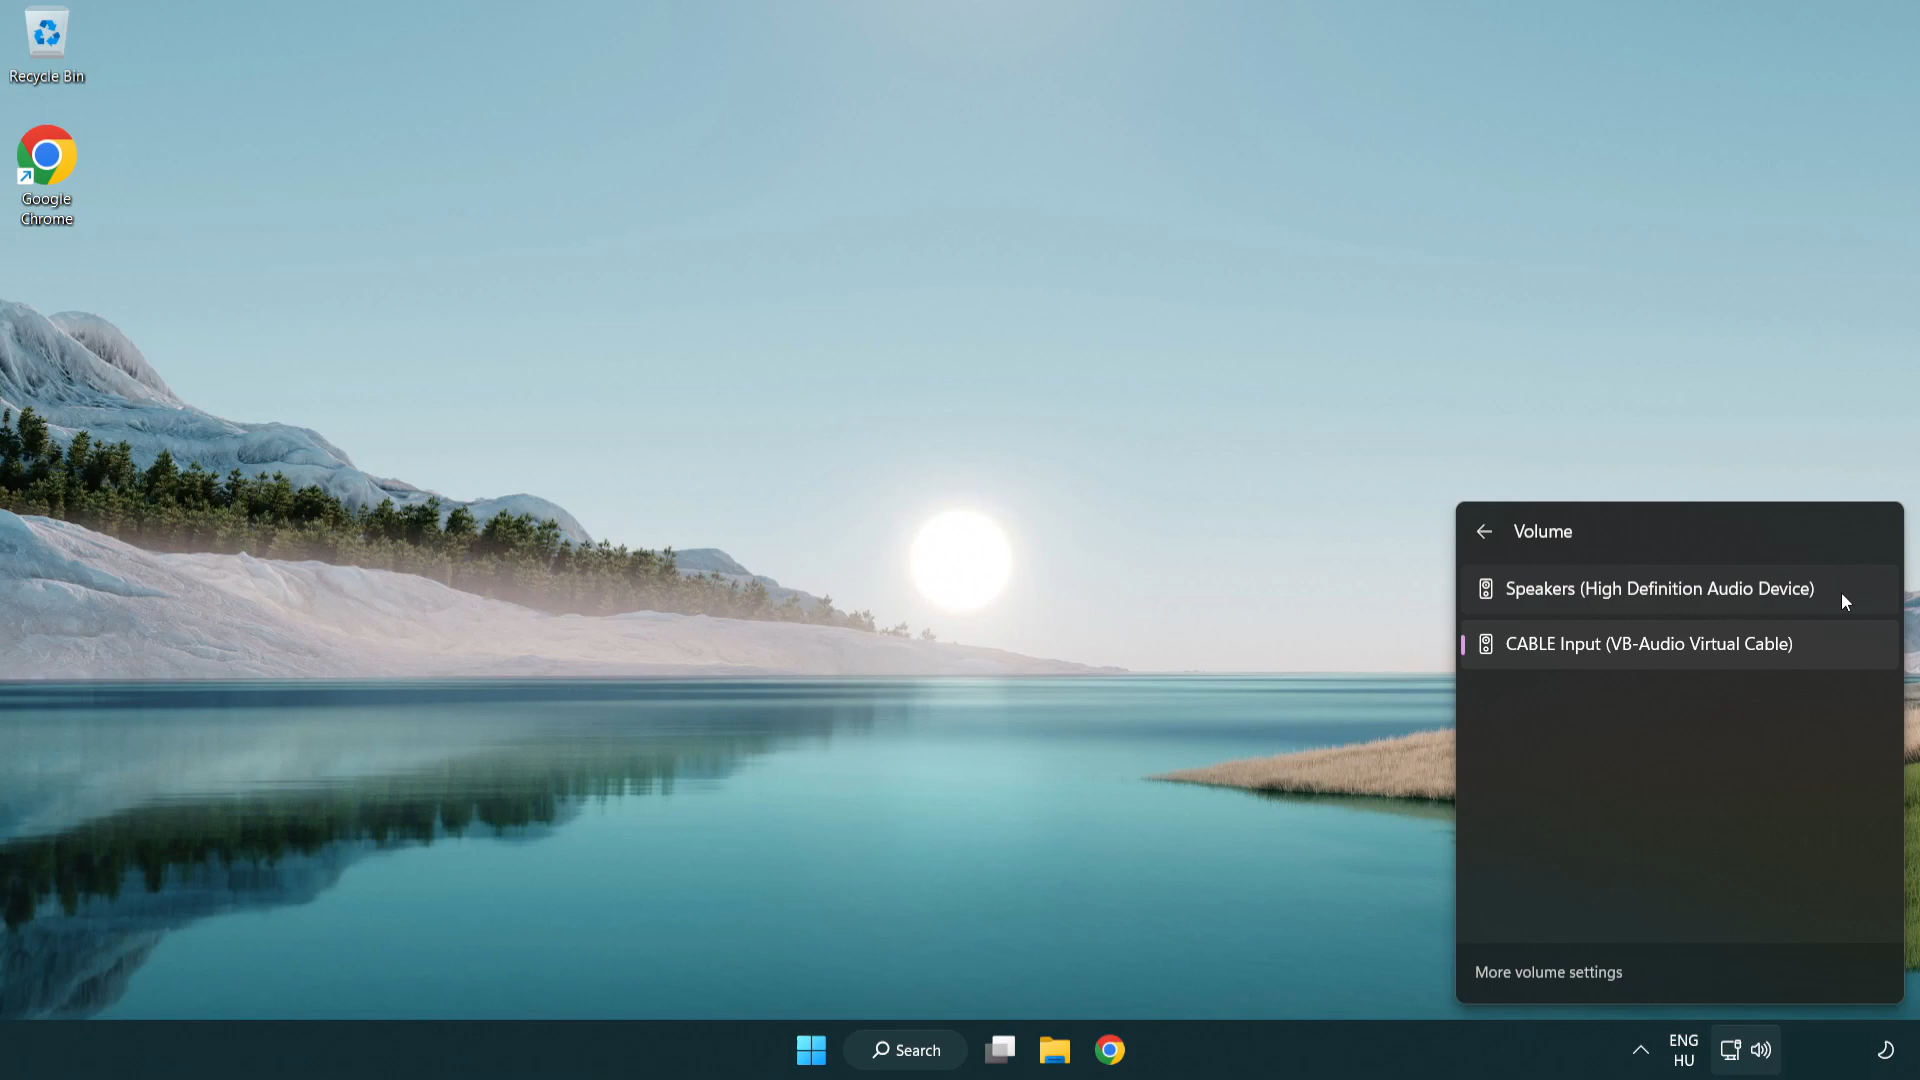 Recycle Bin
Google
Chrome
Volume
Speakers (High Definition Audio Device)
CABLE Input (VB-Audio Virtual Cable)
More volume settings
Search
ENG
HU